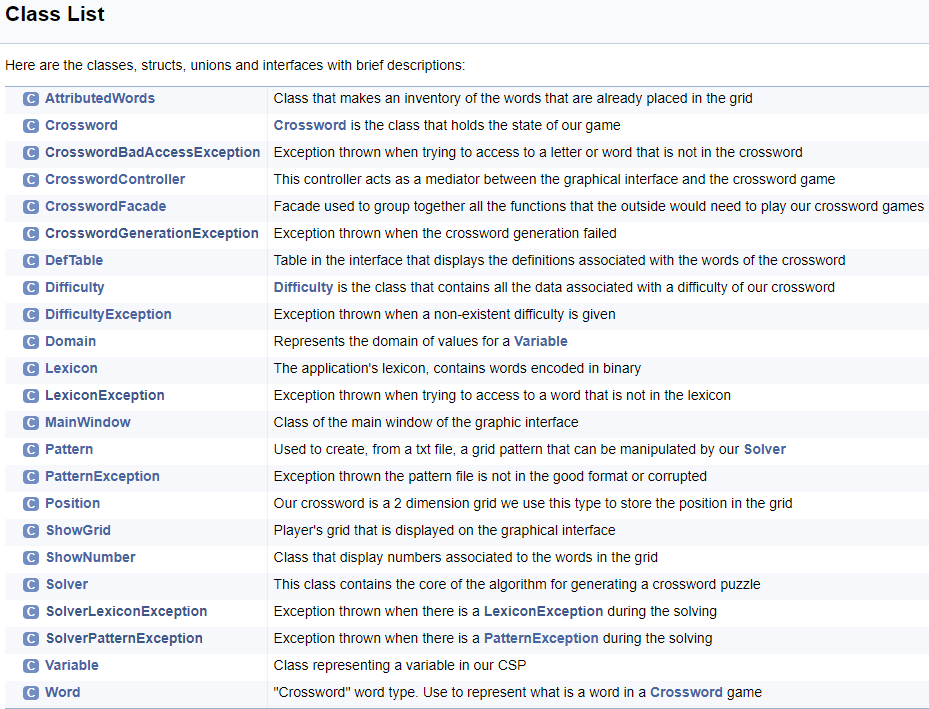 Class List
Here are the classes, structs, unions and interfaces with brief descriptions:
C AttributedWords Class that makes an inventory of the words that are already placed in the grid
C Crossword Crossword is the class that holds the state of our game
C CrosswordBadAccessException Exception thrown when trying to access to a letter or word that is not in the crossword
C CrosswordController This controller acts as a mediator between the graphical interface and the crossword game
C CrosswordFacade Facade used to group together all the functions that the outside would need to play our crossword games
C CrosswordGenerationException Exception thrown when the crossword generation failed
C DefTable Table in the interface that displays the definitions associated with the words of the crossword
C Difficulty Difficulty is the class that contains all the data associated with a difficulty of our crossword
C DifficultyException Exception thrown when a non-existent difficulty is given
C Domain Represents the domain of values for a Variable
C Lexicon The application's lexicon, contains words encoded in binary
C LexiconException Exception thrown when trying to access to a word that is not in the lexicon
C MainWindow Class of the main window of the graphic interface
C Pattern Used to create, from a txt file, a grid pattern that can be manipulated by our Solver
C PatternException Exception thrown the pattern file is not in the good format or corrupted
C Position Our crossword is a 2 dimension grid we use this type to store the position in the grid
C ShowGrid Player's grid that is displayed on the graphical interface
C ShowNumber Class that display numbers associated to the words in the grid
C Solver This class contains the core of the algorithm for generating a crossword puzzle
C SolverLexiconException Exception thrown when there is a LexiconException during the solving
C SolverPatternException Exception thrown when there is a PatternException during the solving
C Variable Class representing a variable in our CSP
C Word "Crossword" word type. Use to represent what is a word in a Crossword game